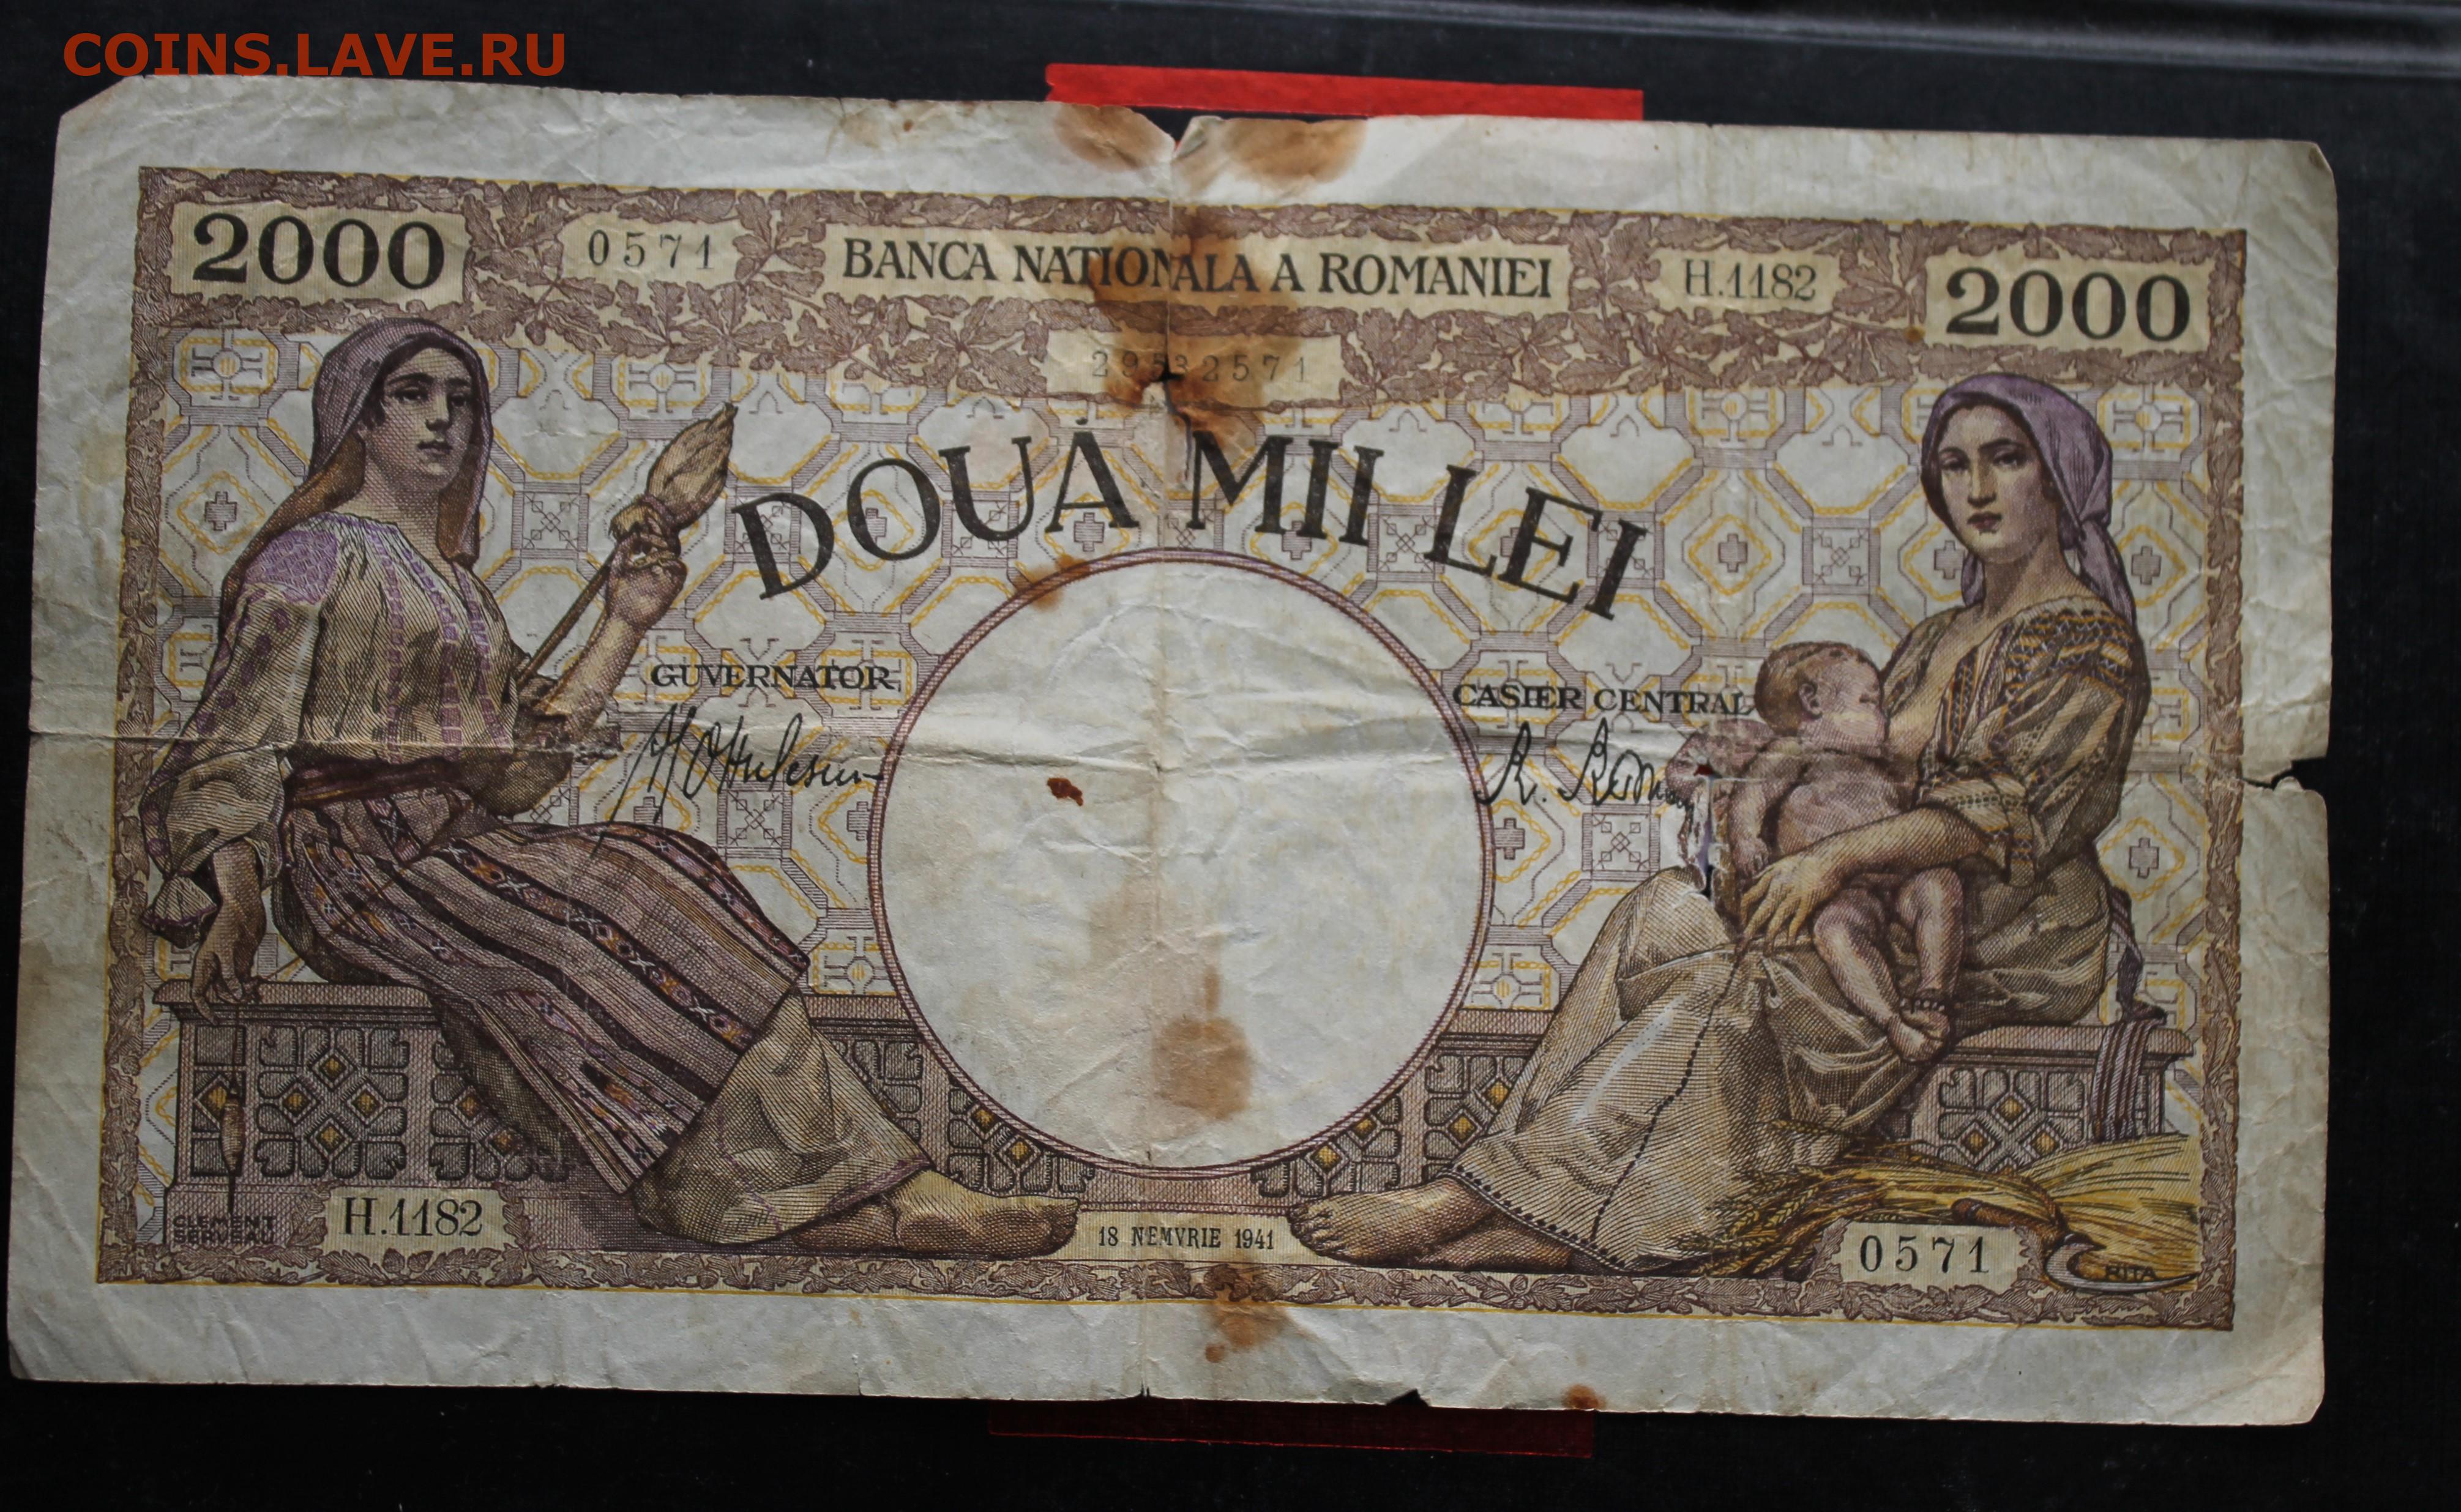 COINS.LAVE.RU
2000
0571
BANCA NATIONALA A ROMANIEI
H.1182
2000
29532571
DOUĂ MII LEI
GUVERNATOR
CASIER CENTRAL
CLEMENT
SERVEAU
H.1182
18 NEMVRIE 1941
0571
RITA